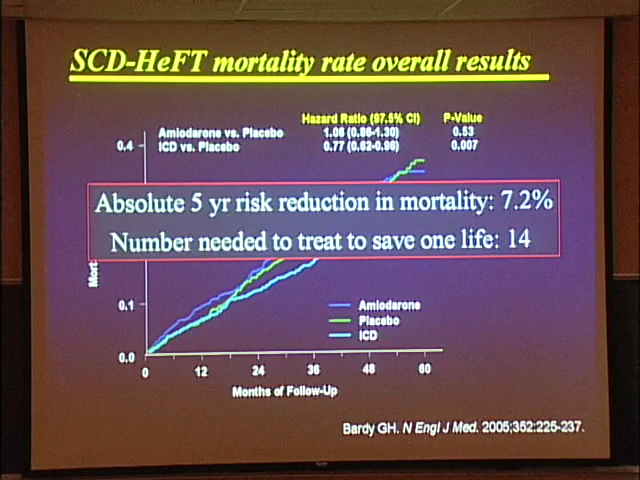 SCD-HeFT mortality rate overall results
Hazard Ratio (97.5% CI) P-Value
Amiodarone vs. Placebo 1.06 (0.86-1.30) 0.53
ICD vs. Placebo 0.77 (0.62-0.96) 0.007
0.4
Absolute 5 yr risk reduction in mortality: 7.2%
Number needed to treat to save one life: 14
Mort
0.1
Amiodarone
Placebo
ICD
0.0
0 12 24 36 48 60
Months of Follow-Up
Bardy GH. N Engl J Med. 2005;352:225-237.